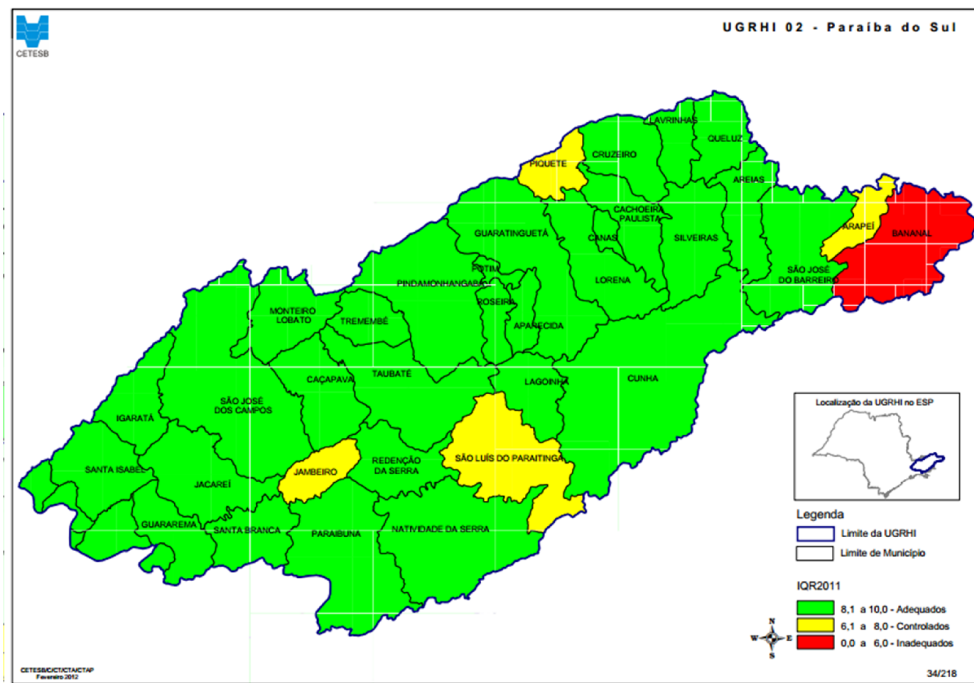 CETESB
UGRHI 02 - Paraíba do Sul
LAVRINHAS
QUELUZ
CRUZEIRO
PIQUETE
AREIAS
CACHOEIRA
PAULISTA
ARAPEÍ
BANANAL
GUARATINGUETÁ
CANAS
SILVEIRAS
POTIM
SÃO JOSÉ
DO BARREIRO
LORENA
PINDAMONHANGABA
ROSEIRA
MONTEIRO
LOBATO
TREMEMBÉ
APARECIDA
TAUBATÉ
CAÇAPAVA
LAGOINHA
CUNHA
SÃO JOSÉ
DOS CAMPOS
IGARATÁ
SÃO LUÍS DO PARAITINGA
REDENÇÃO
DA SERRA
SANTA ISABEL
JAMBEIRO
JACAREÍ
GUARAREMA
SANTA BRANCA
PARAIBUNA
NATIVIDADE DA SERRA
Localização da UGRHI no ESP
Legenda
Limite da UGRHI
Limite de Município
IQR2011
8,1 a 10,0 - Adequados
6,1 a 8,0 - Controlados
0,0 a 6,0 - Inadequados
N
W E
S
CETESB/C/CT/CTA/CTAP
Fevereiro 2012
34/218